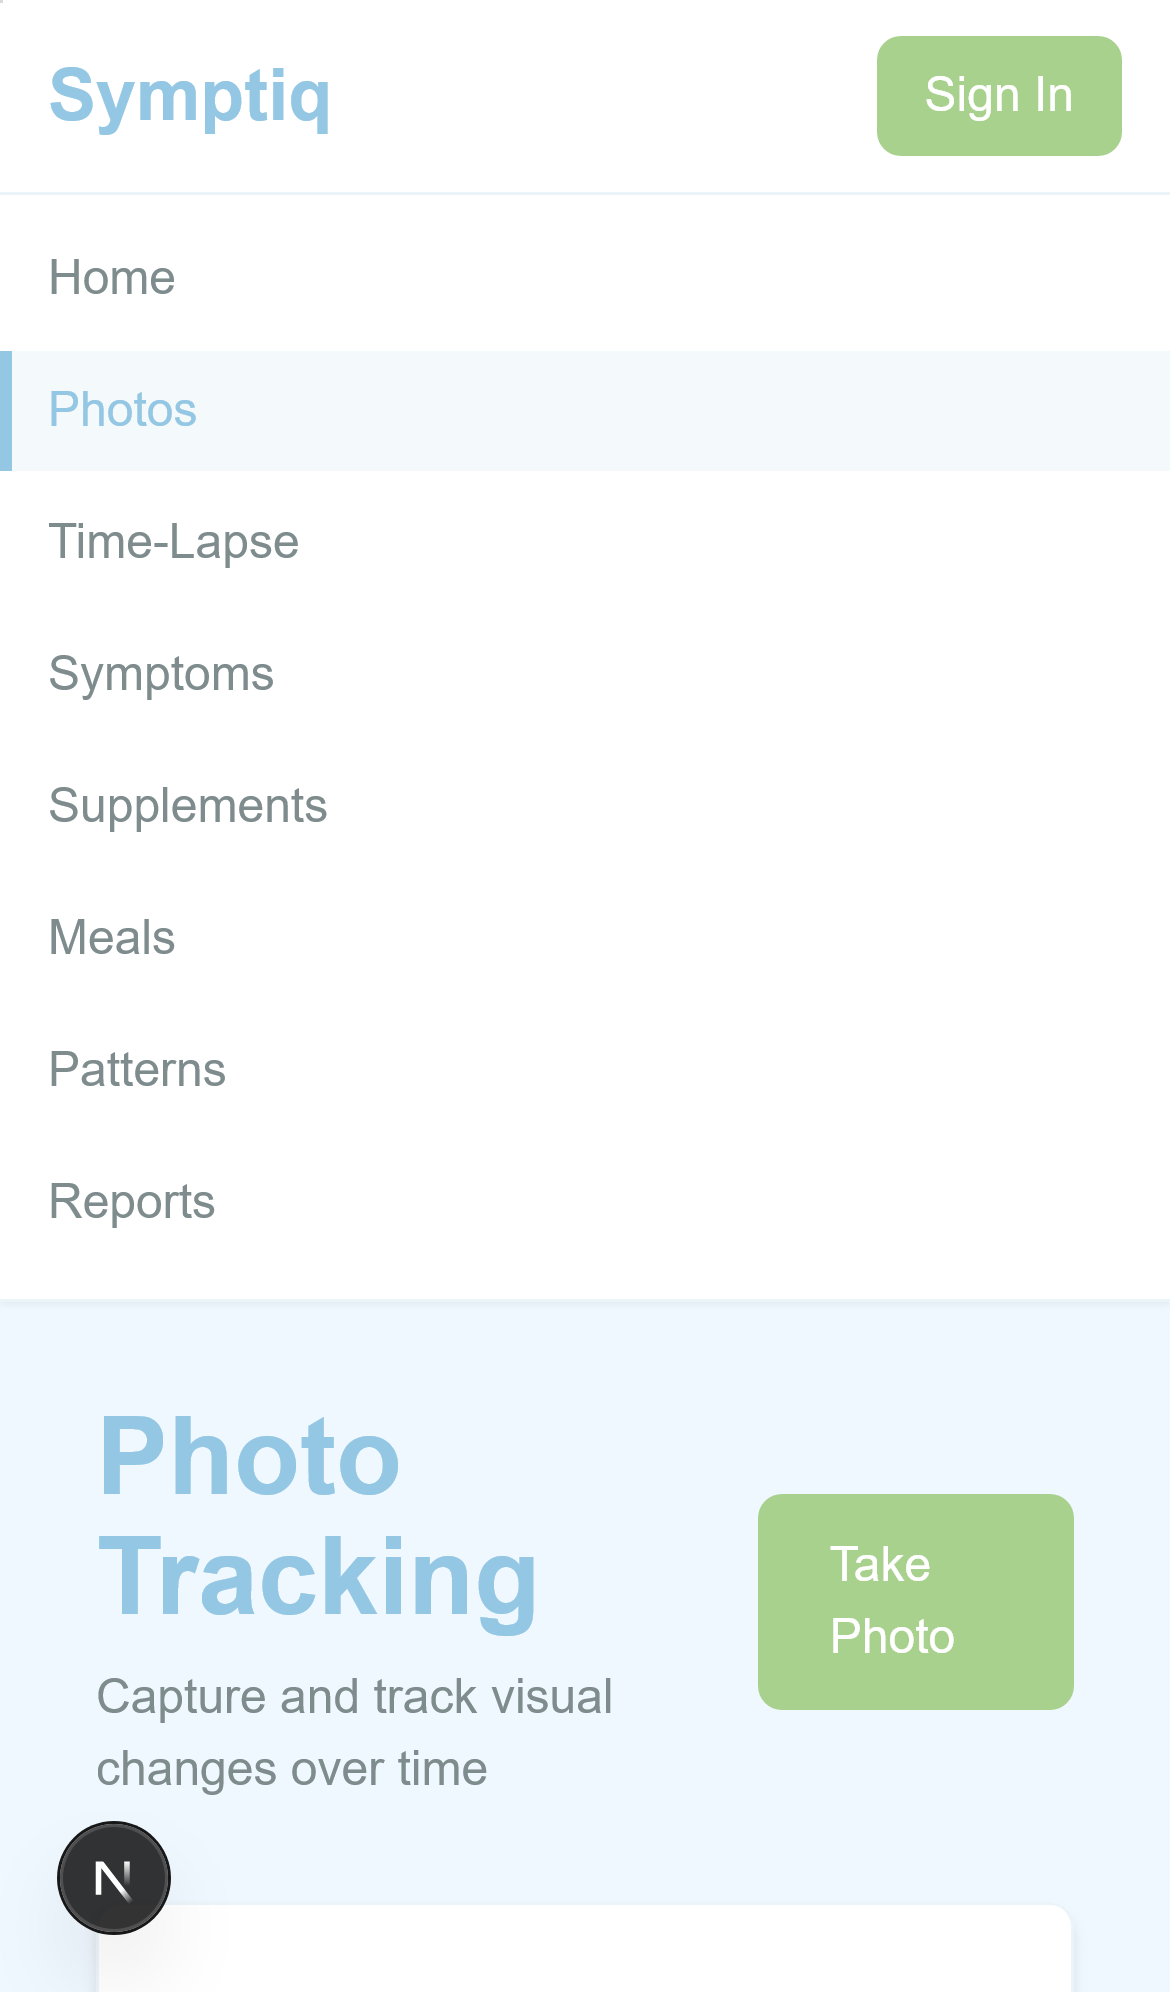 Symptiq
Sign In
Home
Photos
Time-Lapse
Symptoms
Supplements
Meals
Patterns
Reports
Photo
Tracking
Capture and track visual
changes over time
Take
Photo
N